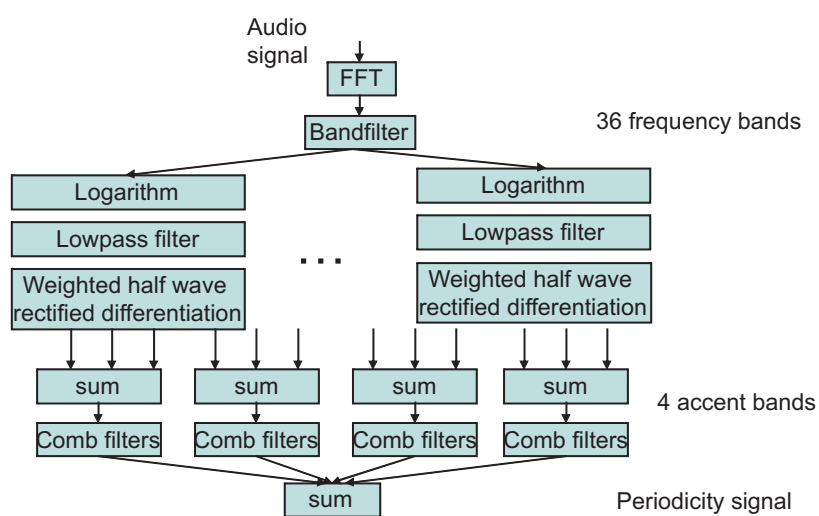 Audio
signal
FFT
36 frequency bands
Bandfilter
Logarithm
Logarithm
Lowpass filter
Lowpass filter
...
Weighted half wave
rectified differentiation
Weighted half wave
rectified differentiation
sum
sum
sum
sum
4 accent bands
Comb filters
Comb filters
Comb filters
Comb filters
sum
Periodicity signal